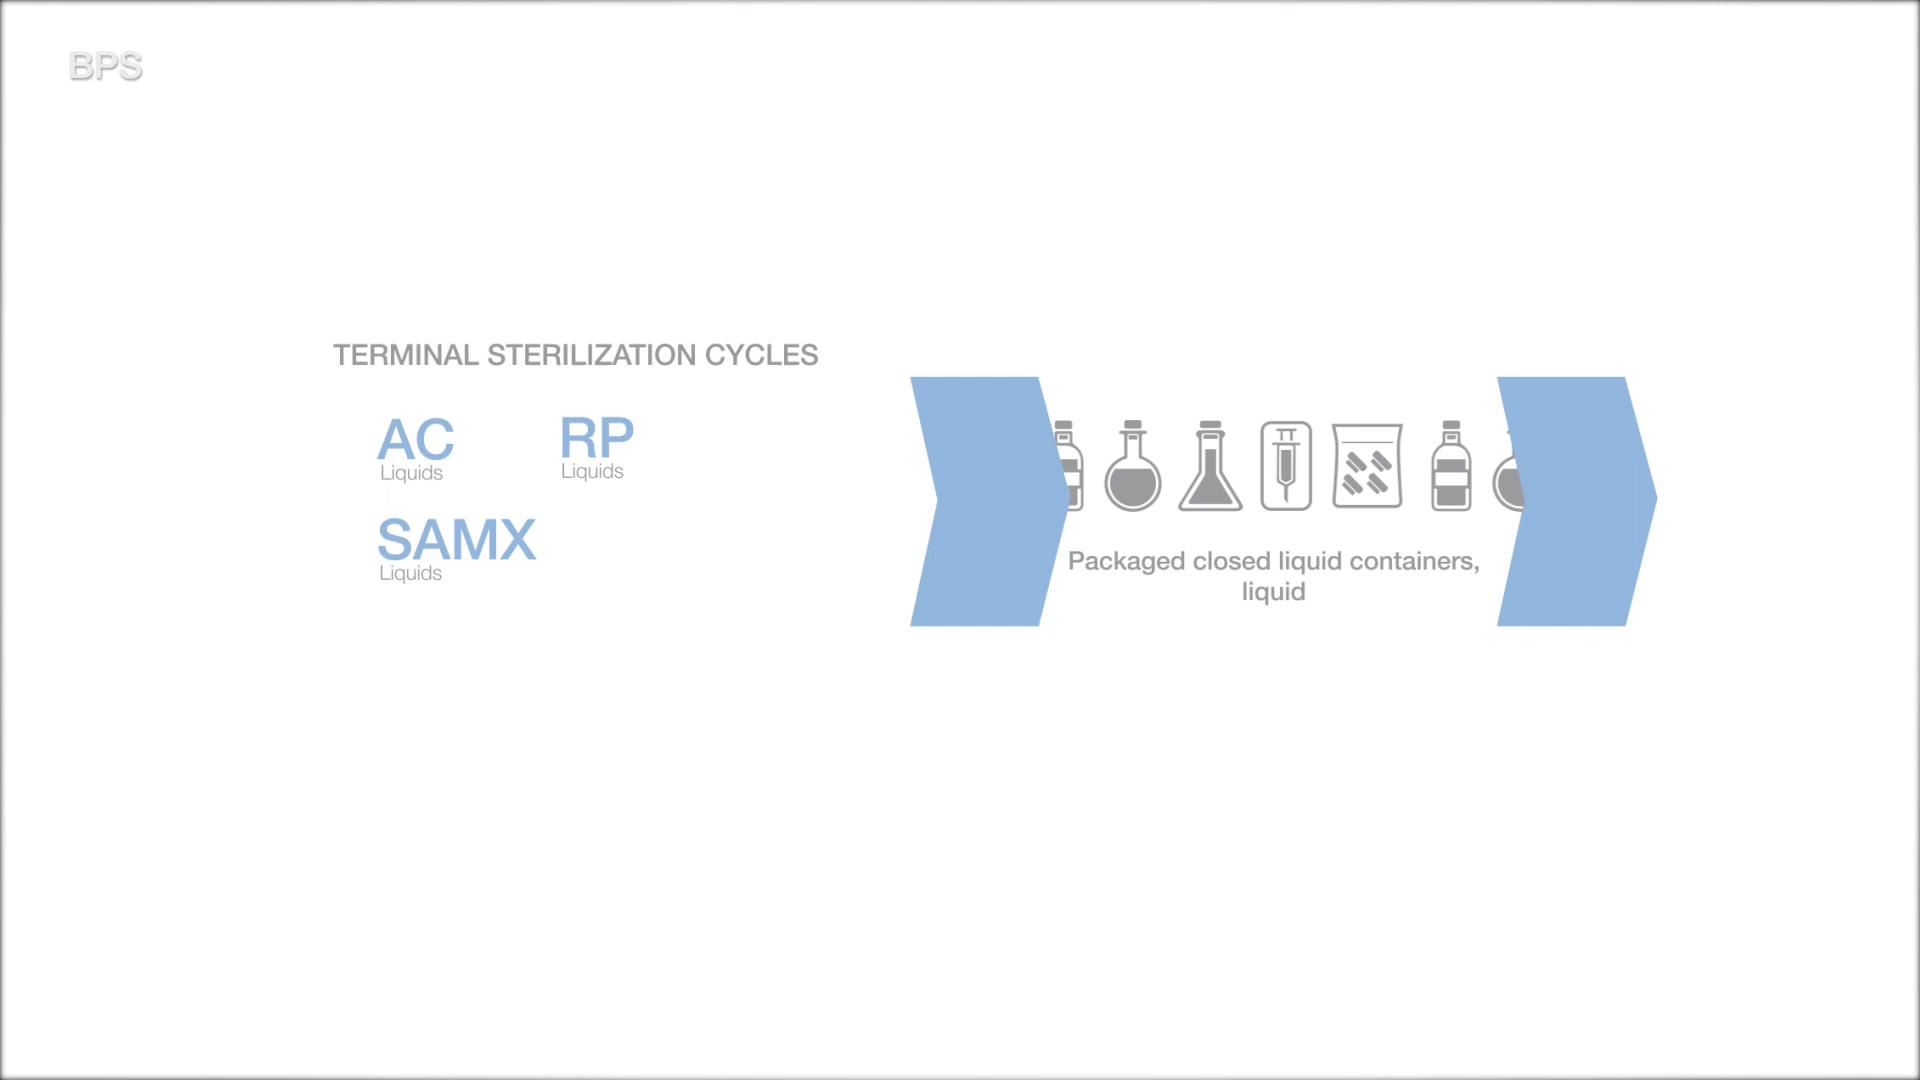 BPS
TERMINAL STERILIZATION CYCLES
AC
Liquids
RP
Liquids
SAMX
Liquids
Packaged closed liquid containers,
liquid